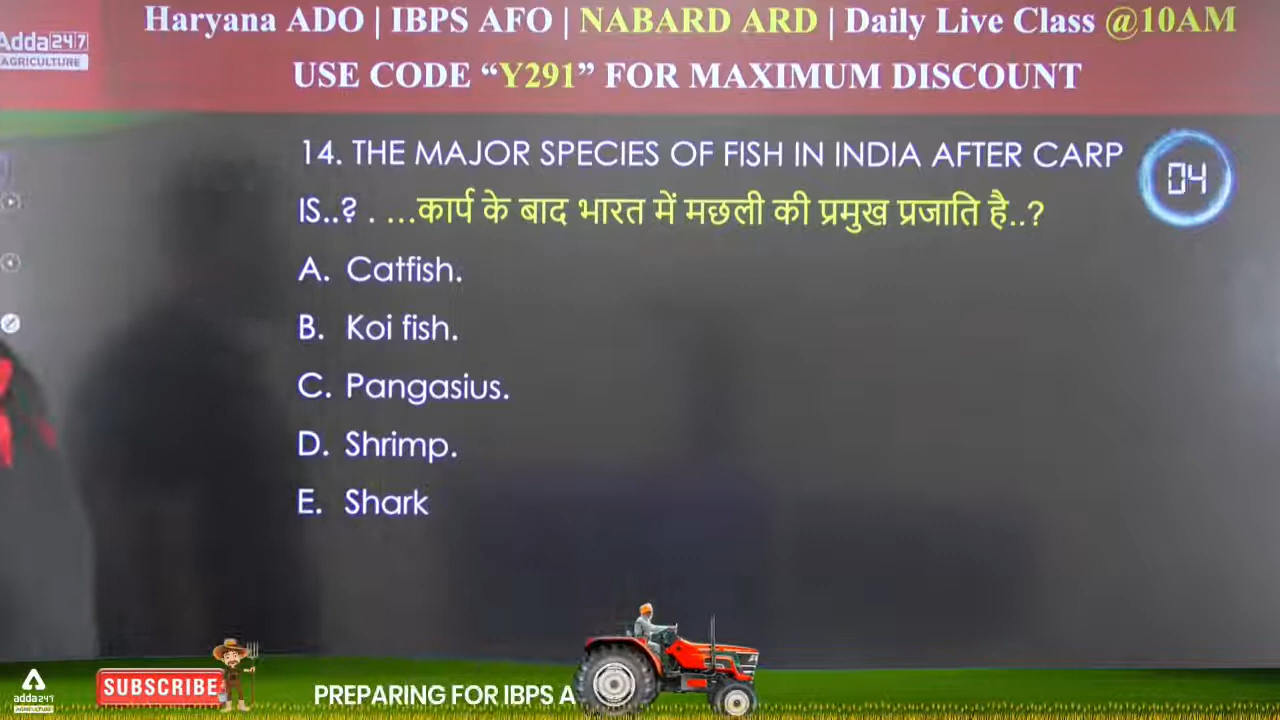 Haryana ADO | IBPS AFO | NABARD ARD | Daily Live Class @10AM
Adda247
AGRICULTURE
USE CODE “Y291” FOR MAXIMUM DISCOUNT
14. THE MAJOR SPECIES OF FISH IN INDIA AFTER CARP
04
IS..? . ...कार्प के बाद भारत में मछली की प्रमुख प्रजाति है..?
A. Catfish.
B. Koi fish.
C. Pangasius.
D. Shrimp.
E. Shark
adda247
AGRICULTURE
SUBSCRIBE
PREPARING FOR IBPS A